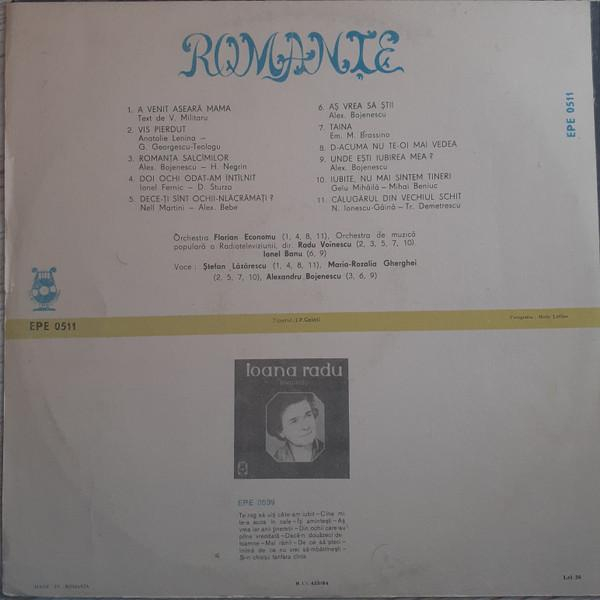 ROMANȚE
1. A VENIT ASEARĂ MAMA
Text de V. Militaru
2. VIS PIERDUT
Anatolie Lenina —
G. Georgescu-Teologu
3. ROMANȚA SALCÎMILOR
Alex. Bojenescu — H. Negrin
4. DOI OCHI ODAT-AM INTÎLNIT
Ionel Fernic — D. Sturza
5. DECE-ȚI SÎNT OCHII-NLĂCRĂMAȚI ?
Nell Martini — Alex. Bebe
6. AȘ VREA SĂ ȘTII
Alex. Bojenescu
7. TAINA
Em. M. Brassino
8. D-ACUMA NU TE-OI MAI VEDEA
9. UNDE EȘTI IUBIREA MEA ?
Alex. Bojenescu
10. IUBITE, NU MAI SINTEM TINERI
Gelu Mihăilă — Mihai Beniuc
11. CĂLUGĂRUL DIN VECHIUL SCHIT
N. Ionescu-Găină — Tr. Demetrescu
EPE 0511
Orchestra Florian Economu (1, 4, 8, 11), Orchestra de muzică
populară a Radioteleviziunii, dir. Radu Voinescu (2, 3, 5, 7, 10)
Ionel Banu (6, 9)
Voce : Ștefan Lăzărescu (1, 4, 8, 11), Maria-Rozalia Gherghei
(2, 5, 7, 10), Alexandru Bojenescu (3, 6, 9)
EPE 0511
ioana radu
EPE 0599
MADE IN ROMANIA
Lei 26